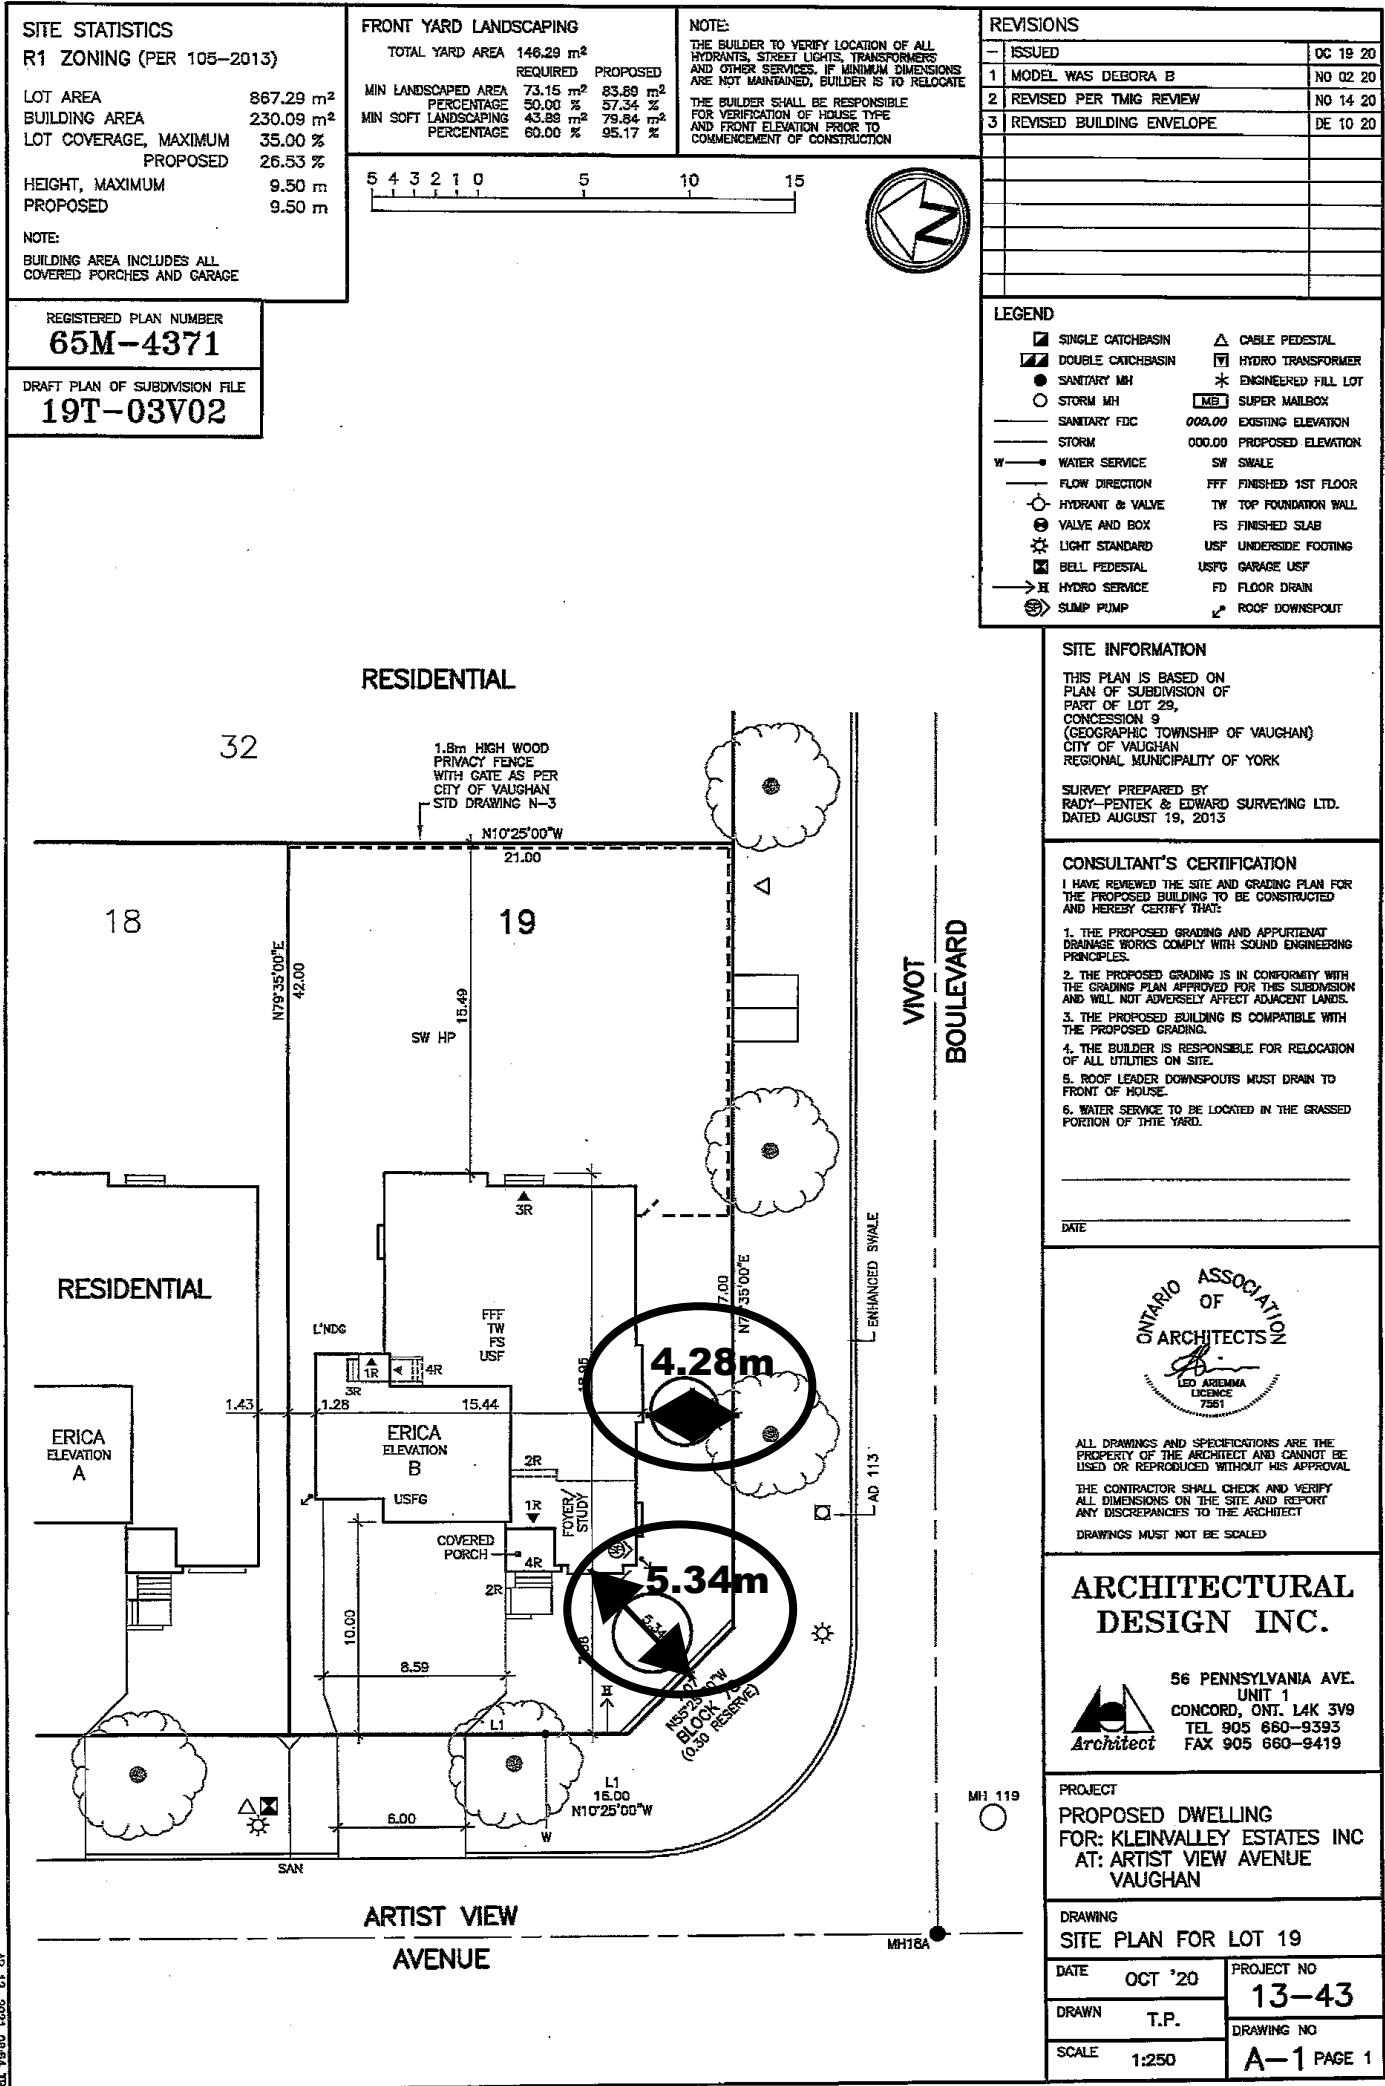 SITE STATISTICS
R1 ZONING (PER 105-2013)
LOT AREA 867.29 m²
BUILDING AREA 230.09 m²
LOT COVERAGE, MAXIMUM 35.00 %
PROPOSED 26.53 %
HEIGHT, MAXIMUM 9.50 m
PROPOSED 9.50 m
NOTE:
BUILDING AREA INCLUDES ALL
COVERED PORCHES AND GARAGE
REGISTERED PLAN NUMBER
65M-4371
DRAFT PLAN OF SUBDIVISION FILE
19T-03V02
FRONT YARD LANDSCAPING
TOTAL YARD AREA 146.29 m²
REQUIRED PROPOSED
MIN LANDSCAPED AREA 73.15 m² 83.89 m²
PERCENTAGE 50.00 % 57.34 %
MIN SOFT LANDSCAPING 43.89 m² 79.84 m²
PERCENTAGE 60.00 % 95.17 %
NOTE:
THE BUILDER TO VERIFY LOCATION OF ALL
HYDRANTS, STREET LIGHTS, TRANSFORMERS
AND OTHER SERVICES. IF MINIMUM DIMENSIONS
ARE NOT MAINTAINED, BUILDER IS TO RELOCATE
THE BUILDER SHALL BE RESPONSIBLE
FOR VERIFICATION OF HOUSE TYPE
AND FRONT ELEVATION PRIOR TO
COMMENCEMENT OF CONSTRUCTION
5 4 3 2 1 0 5 10 15
N
REVISIONS
- ISSUED OC 19 20
1 MODEL WAS DEBORA B NO 02 20
2 REVISED PER TMIG REVIEW NO 14 20
3 REVISED BUILDING ENVELOPE DE 10 20
LEGEND
SINGLE CATCHBASIN
DOUBLE CATCHBASIN
SANITARY MH
STORM MH
SANITARY FDC
STORM
W WATER SERVICE
FLOW DIRECTION
HYDRANT & VALVE
VALVE AND BOX
LIGHT STANDARD
BELL PEDESTAL
H HYDRO SERVICE
SUMP PUMP
CABLE PEDESTAL
HYDRO TRANSFORMER
ENGINEERED FILL LOT
MB SUPER MAILBOX
000.00 EXISTING ELEVATION
000.00 PROPOSED ELEVATION
SW SWALE
FFF FINISHED 1ST FLOOR
TW TOP FOUNDATION WALL
FS FINISHED SLAB
USF UNDERSIDE FOOTING
USFG GARAGE USF
FD FLOOR DRAIN
ROOF DOWNSPOUT
SITE INFORMATION
THIS PLAN IS BASED ON
PLAN OF SUBDIVISION OF
PART OF LOT 29,
CONCESSION 9
(GEOGRAPHIC TOWNSHIP OF VAUGHAN)
CITY OF VAUGHAN
REGIONAL MUNICIPALITY OF YORK
SURVEY PREPARED BY
RADY-PENTEK & EDWARD SURVEYING LTD.
DATED AUGUST 19, 2013
CONSULTANT'S CERTIFICATION
I HAVE REVIEWED THE SITE AND GRADING PLAN FOR
THE PROPOSED BUILDING TO BE CONSTRUCTED
AND HEREBY CERTIFY THAT:
1. THE PROPOSED GRADING AND APPURTENAT
DRAINAGE WORKS COMPLY WITH SOUND ENGINEERING
PRINCIPLES.
2. THE PROPOSED GRADING IS IN CONFORMITY WITH
THE GRADING PLAN APPROVED FOR THIS SUBDIVISION
AND WILL NOT ADVERSELY AFFECT ADJACENT LANDS.
3. THE PROPOSED BUILDING IS COMPATIBLE WITH
THE PROPOSED GRADING.
4. THE BUILDER IS RESPONSIBLE FOR RELOCATION
OF ALL UTILITIES ON SITE.
5. ROOF LEADER DOWNSPOUTS MUST DRAIN TO
FRONT OF HOUSE.
6. WATER SERVICE TO BE LOCATED IN THE GRASSED
PORTION OF THTE YARD.
DATE
ONTARIO ASSOCIATION
OF
ARCHITECTS
LEO ARIEMMA
LICENCE
7561
ALL DRAWINGS AND SPECIFICATIONS ARE THE
PROPERTY OF THE ARCHITECT AND CANNOT BE
USED OR REPRODUCED WITHOUT HIS APPROVAL
THE CONTRACTOR SHALL CHECK AND VERIFY
ALL DIMENSIONS ON THE SITE AND REPORT
ANY DISCREPANCIES TO THE ARCHITECT
DRAWINGS MUST NOT BE SCALED
ARCHITECTURAL
DESIGN INC.
Architect
56 PENNSYLVANIA AVE.
UNIT 1
CONCORD, ONT. L4K 3V9
TEL 905 660-9393
FAX 905 660-9419
PROJECT
PROPOSED DWELLING
FOR: KLEINVALLEY ESTATES INC
AT: ARTIST VIEW AVENUE
VAUGHAN
DRAWING
SITE PLAN FOR LOT 19
DATE OCT '20
PROJECT NO
13-43
DRAWN T.P.
DRAWING NO
A-1 PAGE 1
SCALE 1:250
RESIDENTIAL
32
1.8m HIGH WOOD
PRIVACY FENCE
WITH GATE AS PER
CITY OF VAUGHAN
STD DRAWING N-3
N10°25'00"W
21.00
18
19
N79°35'00"E
42.00
15.49
SW HP
VIVOT
BOULEVARD
3R
RESIDENTIAL
L'NDG
FFF
TW
FS
USF
1R
4R
3R
1.43
1.28
15.44
18.95
4.28m
7.00
ENHANCED SWALE
ERICA
ELEVATION
A
ERICA
ELEVATION
B
USFG
2R
1R
FOYER/
STUDY
AD 113
COVERED
PORCH
4R
2R
5.34m
5.34
10.00
8.59
H
L1
BLOCK
(0.30 RESERVE)
L1
15.00
N10°25'00"W
6.00
W
SAN
MH 119
MH18A
ARTIST VIEW
AVENUE